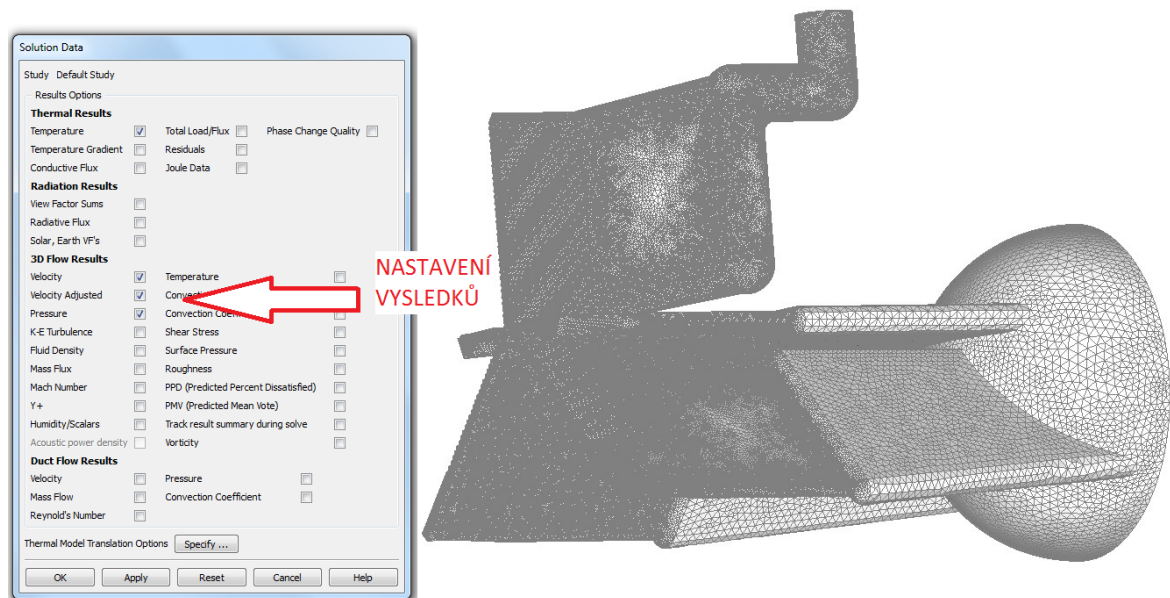 Solution Data
Study Default Study
Results Options
Thermal Results
Temperature Total Load/Flux Phase Change Quality
Temperature Gradient Residuals
Conductive Flux Joule Data
Radiation Results
View Factor Sums
Radiative Flux
Solar, Earth VF's
3D Flow Results
Velocity Temperature
Velocity Adjusted
Pressure Convection
K-E Turbulence Shear Stress
Fluid Density Surface Pressure
Mass Flux Roughness
Mach Number PPD (Predicted Percent Dissatisfied)
Y+ PMV (Predicted Mean Vote)
Humidity/Scalars Track result summary during solve
Acoustic power density Vorticity
Duct Flow Results
Velocity Pressure
Mass Flow Convection Coefficient
Reynold's Number
Thermal Model Translation Options Specify ...
OK Apply Reset Cancel Help
NASTAVENÍ
VYSLEDKŮ